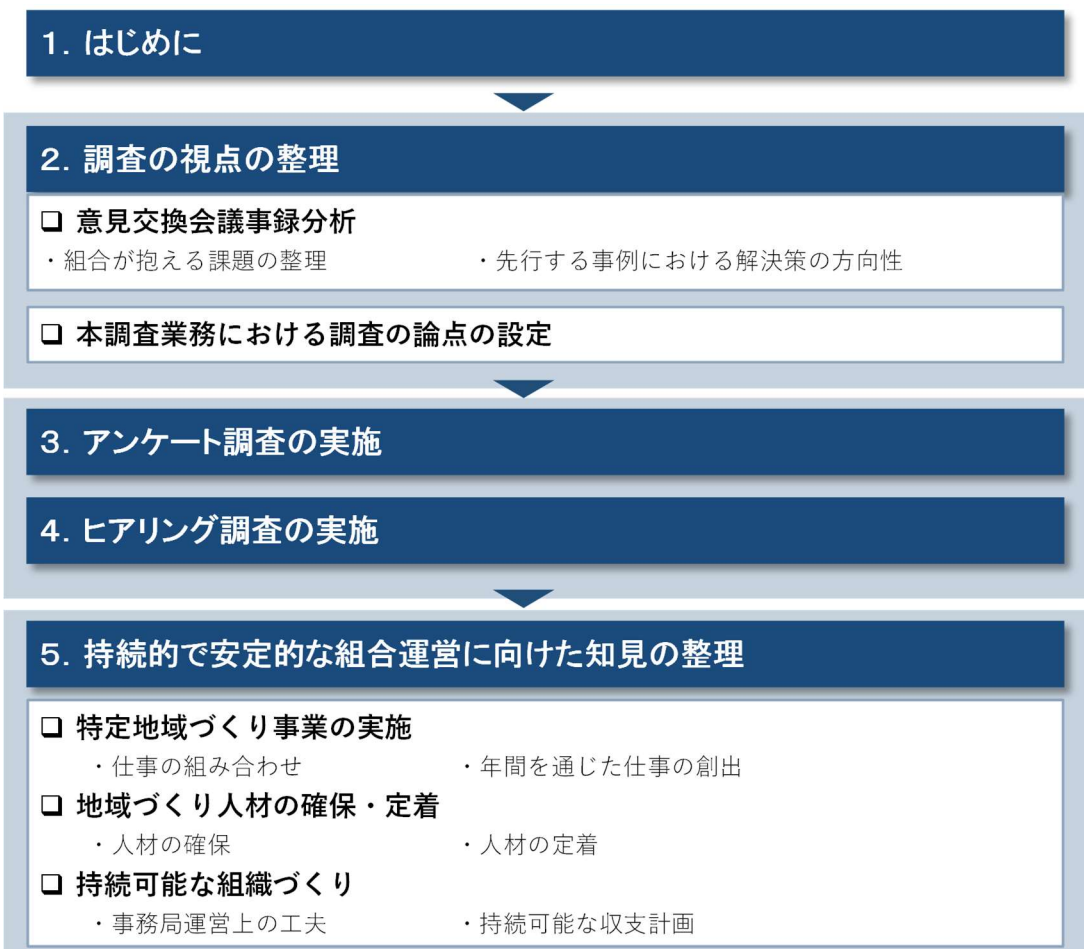 1. はじめに
2. 調査の視点の整理
❑ 意見交換会議事録分析
・組合が抱える課題の整理 ・先行する事例における解決策の方向性
❑ 本調査業務における調査の論点の設定
3. アンケート調査の実施
4. ヒアリング調査の実施
5. 持続的で安定的な組合運営に向けた知見の整理
❑ 特定地域づくり事業の実施
・仕事の組み合わせ ・年間を通じた仕事の創出
❑ 地域づくり人材の確保・定着
・人材の確保 ・人材の定着
❑ 持続可能な組織づくり
・事務局運営上の工夫 ・持続可能な収支計画